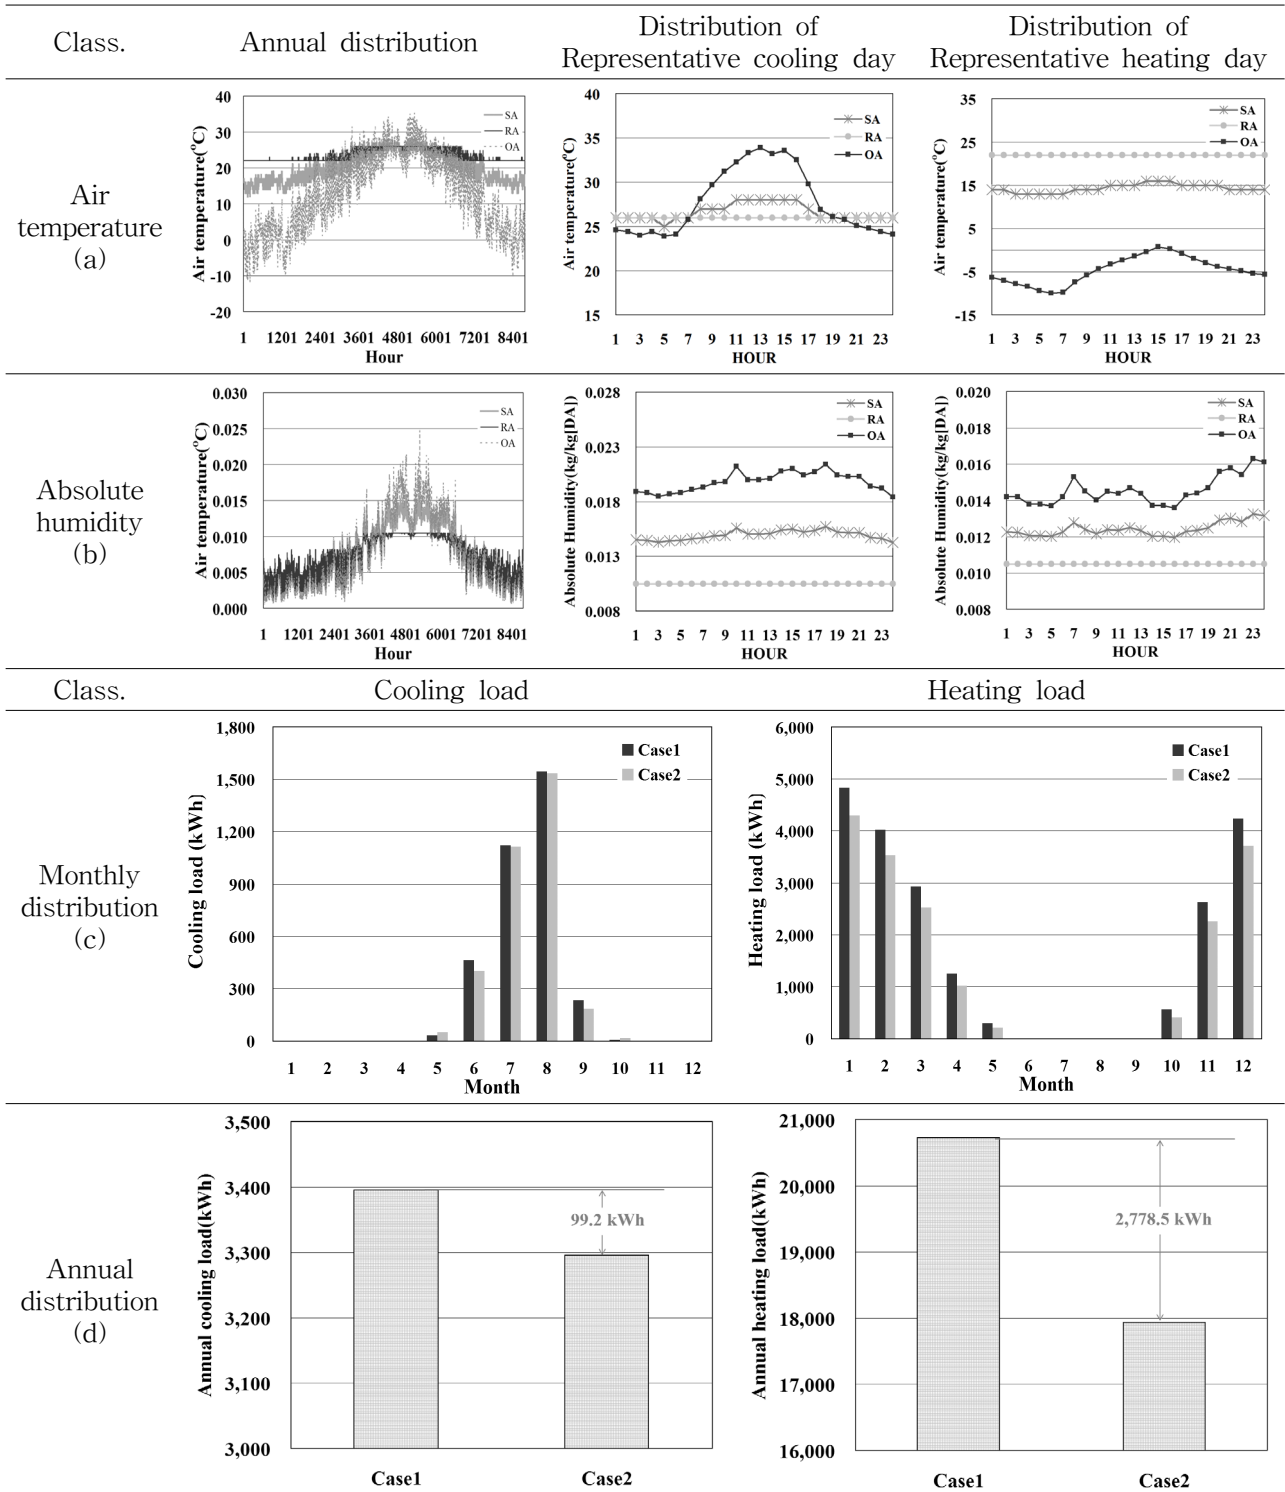 Class.
Annual distribution
Distribution of
Representative cooling day
Distribution of
Representative heating day
Air
temperature
(a)
Air temperature(°C)
40
30
20
10
0
-10
-20
SA
RA
OA
1 1201 2401 3601 4801 6001 7201 8401
Hour
Air temperature(°C)
40
35
30
25
20
15
SA
RA
OA
1 3 5 7 9 11 13 15 17 19 21 23
HOUR
Air temperature(°C)
35
25
15
5
-5
-15
SA
RA
OA
1 3 5 7 9 11 13 15 17 19 21 23
HOUR
Absolute
humidity
(b)
Air temperature(°C)
0.030
0.025
0.020
0.015
0.010
0.005
0.000
SA
RA
OA
1 1201 2401 3601 4801 6001 7201 8401
Hour
Absolute Humidity(kg/kg[DA])
0.028
0.023
0.018
0.013
0.008
SA
RA
OA
1 3 5 7 9 11 13 15 17 19 21 23
HOUR
Absolute Humidity(kg/kg[DA])
0.020
0.018
0.016
0.014
0.012
0.010
0.008
SA
RA
OA
1 3 5 7 9 11 13 15 17 19 21 23
HOUR
Class.
Cooling load
Heating load
Monthly
distribution
(c)
Cooling load (kWh)
1,800
1,500
1,200
900
600
300
0
Case1
Case2
1 2 3 4 5 6 7 8 9 10 11 12
Month
Heating load (kWh)
6,000
5,000
4,000
3,000
2,000
1,000
0
Case1
Case2
1 2 3 4 5 6 7 8 9 10 11 12
Month
Annual
distribution
(d)
Annual cooling load(kWh)
3,500
3,400
3,300
3,200
3,100
3,000
99.2 kWh
Case1 Case2
Annual heating load(kWh)
21,000
20,000
19,000
18,000
17,000
16,000
2,778.5 kWh
Case1 Case2